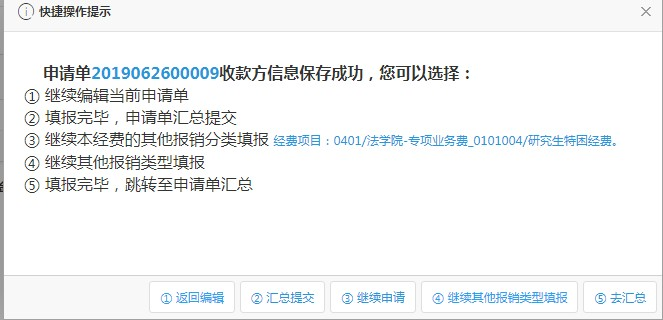 快捷操作提示
申请单2019062600009收款方信息保存成功，您可以选择：
① 继续编辑当前申请单
② 填报完毕，申请单汇总提交
③ 继续本经费的其他报销分类填报 经费项目：0401/法学院-专项业务费_0101004/研究生特困经费。
④ 继续其他报销类型填报
⑤ 填报完毕，跳转至申请单汇总
① 返回编辑 ② 汇总提交 ③ 继续申请 ④ 继续其他报销类型填报 ⑤ 去汇总